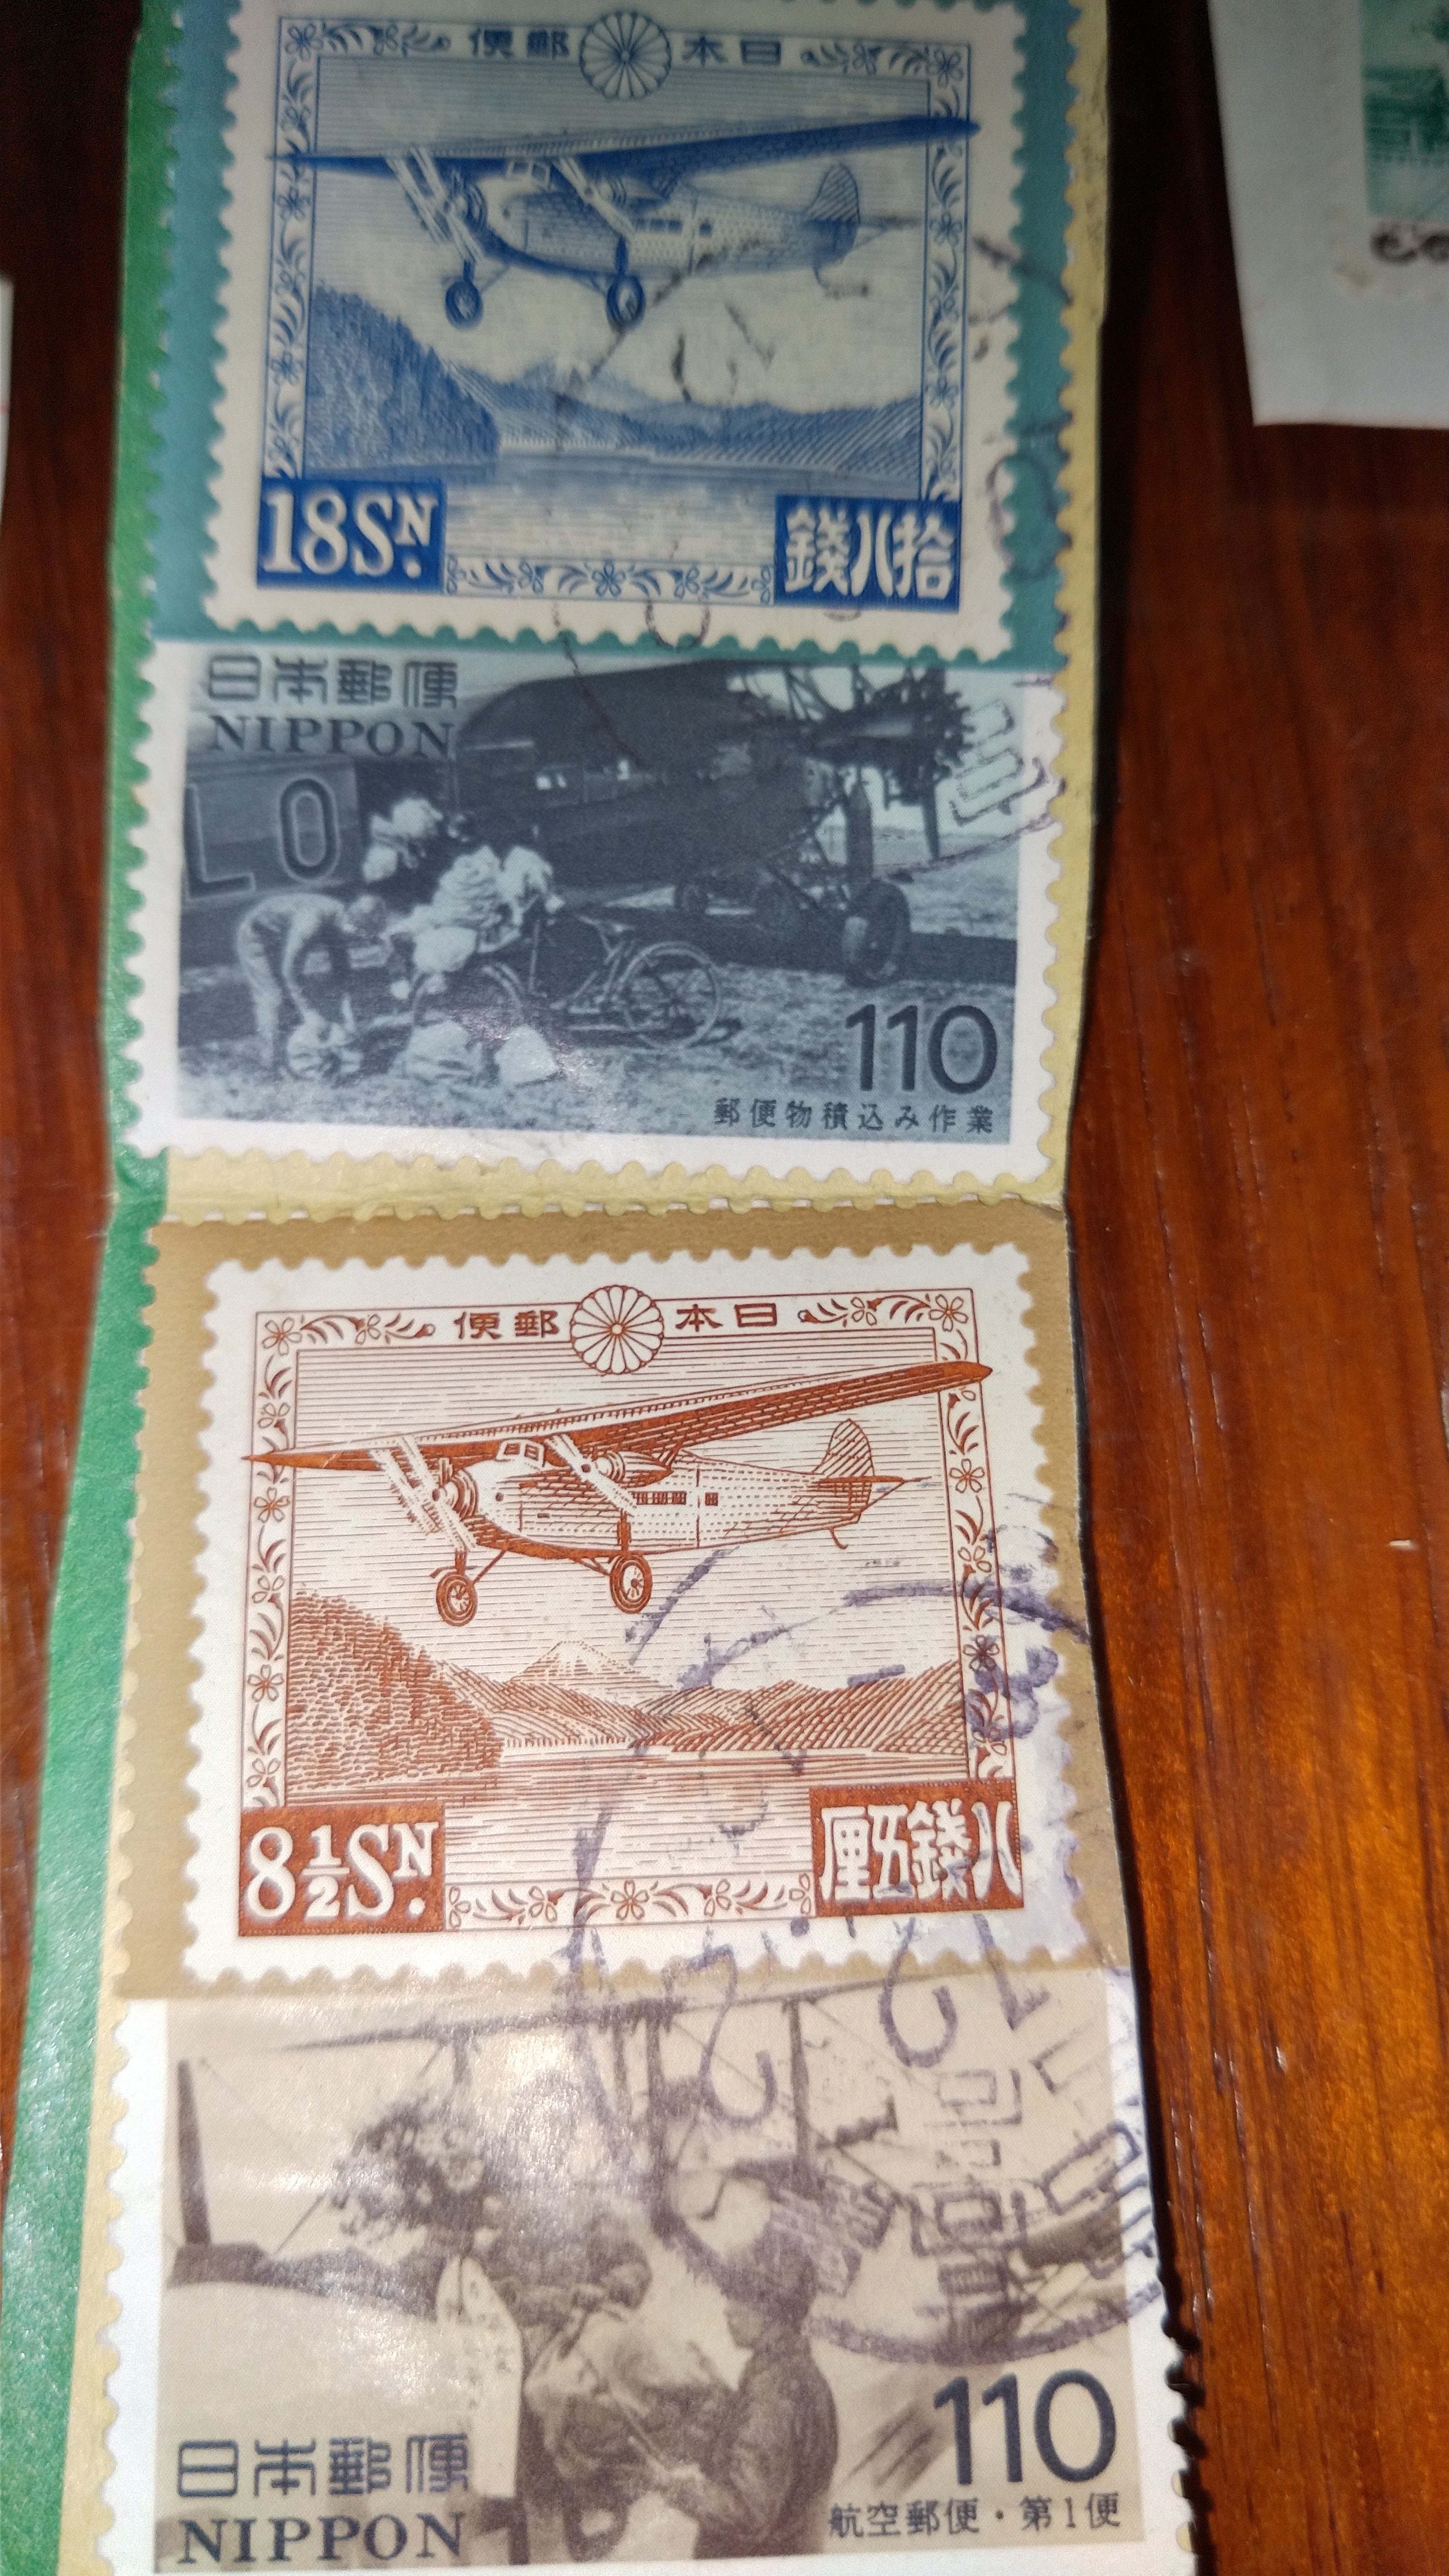 便郵 本日
18SN.
錢八拾
日本郵便
NIPPON
LO
110
郵便物積込み作業
便郵 本日
8½SN.
厘五錢八
110
日本郵便
航空郵便・第1便
NIPPON